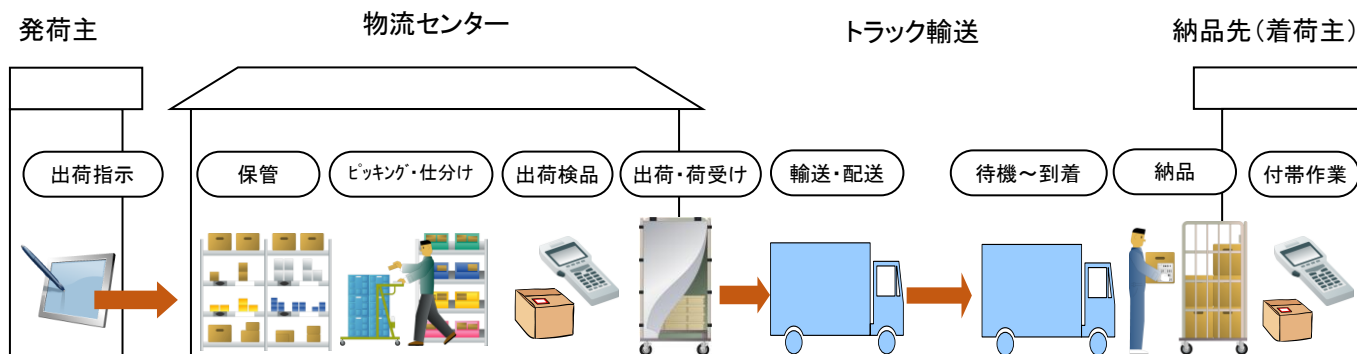 発荷主
物流センター
トラック輸送
納品先（着荷主）
出荷指示
保管
ﾋﾟｯｷﾝｸﾞ・仕分け
出荷検品
出荷・荷受け
輸送・配送
待機～到着
納品
付帯作業